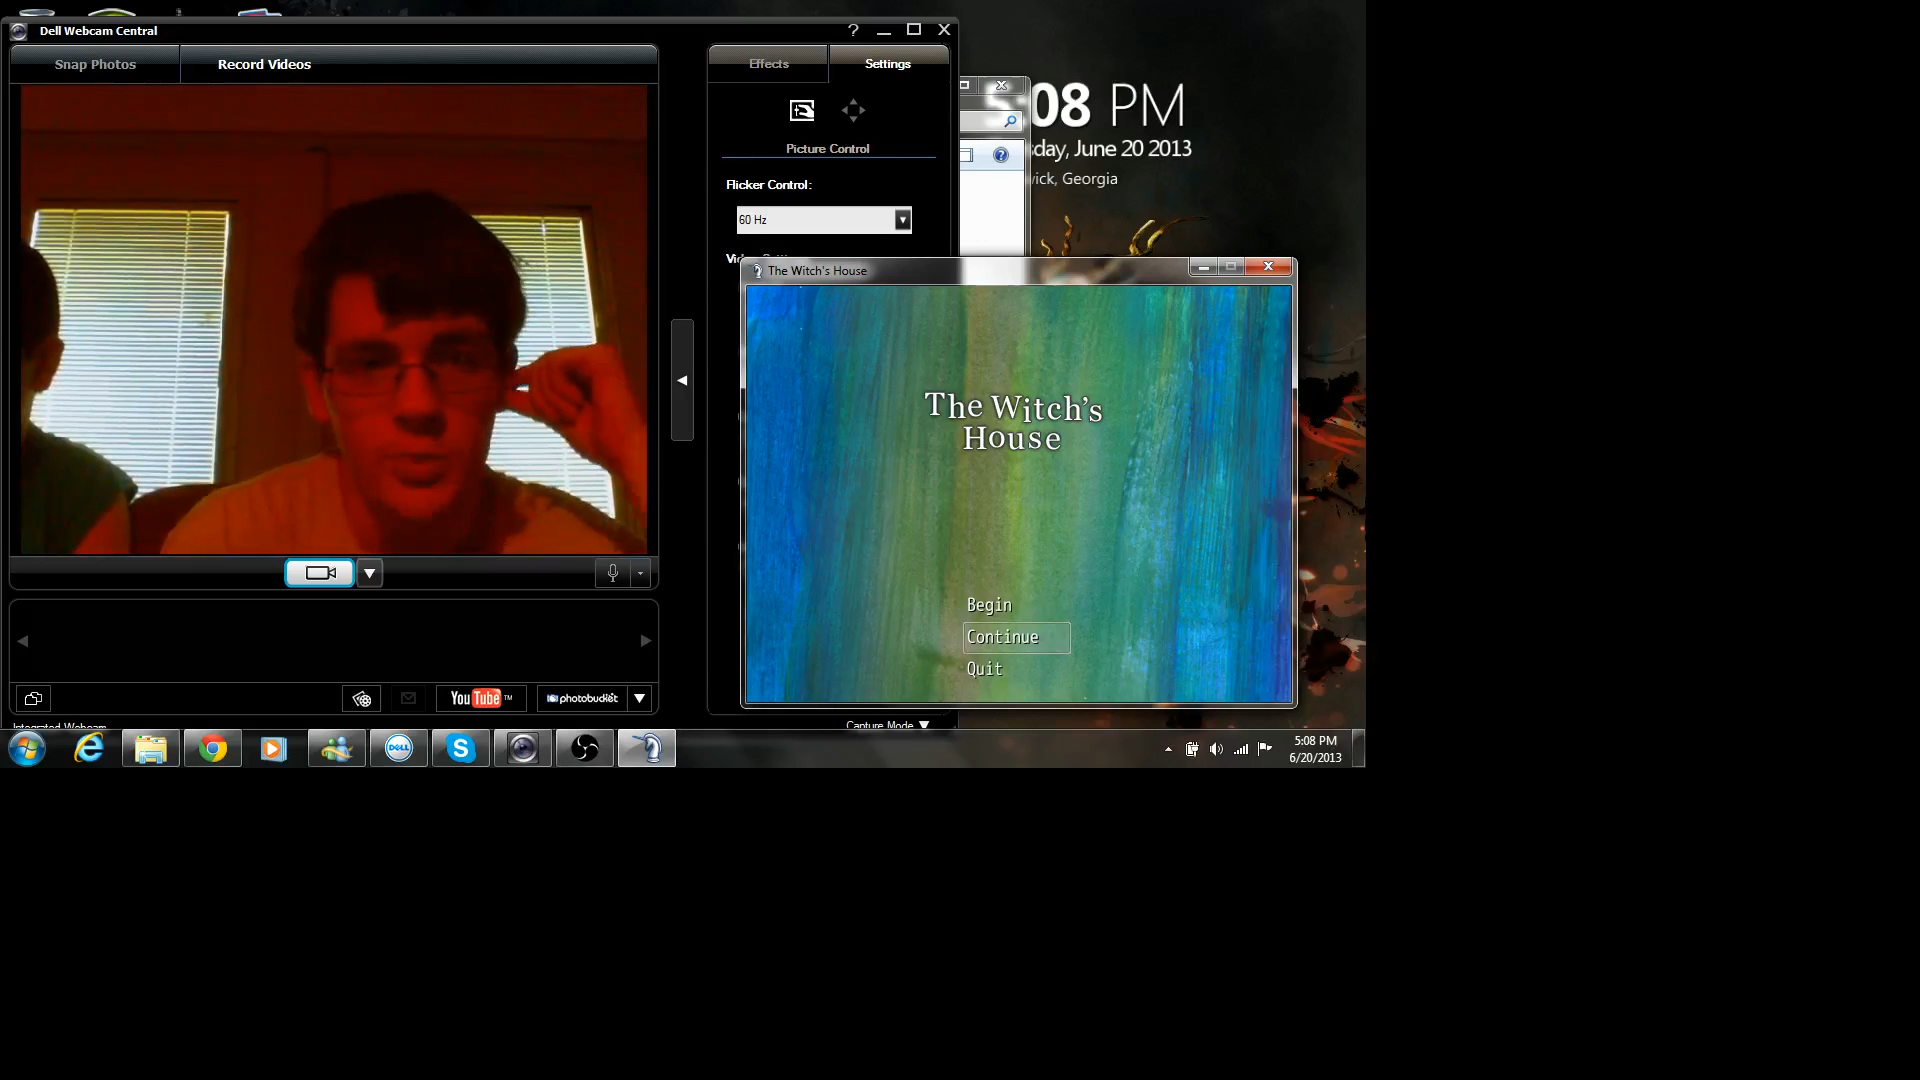 Dell Webcam Central
?
Snap Photos
Record Videos
Effects
Settings
Picture Control
Flicker Control:
60 Hz
The Witch's House
The Witch's
House
Begin
Continue
Quit
:08 PM
day, June 20 2013
ick, Georgia
YouTube™
photobucket
Capture Mode
DELL
S
5:08 PM
6/20/2013